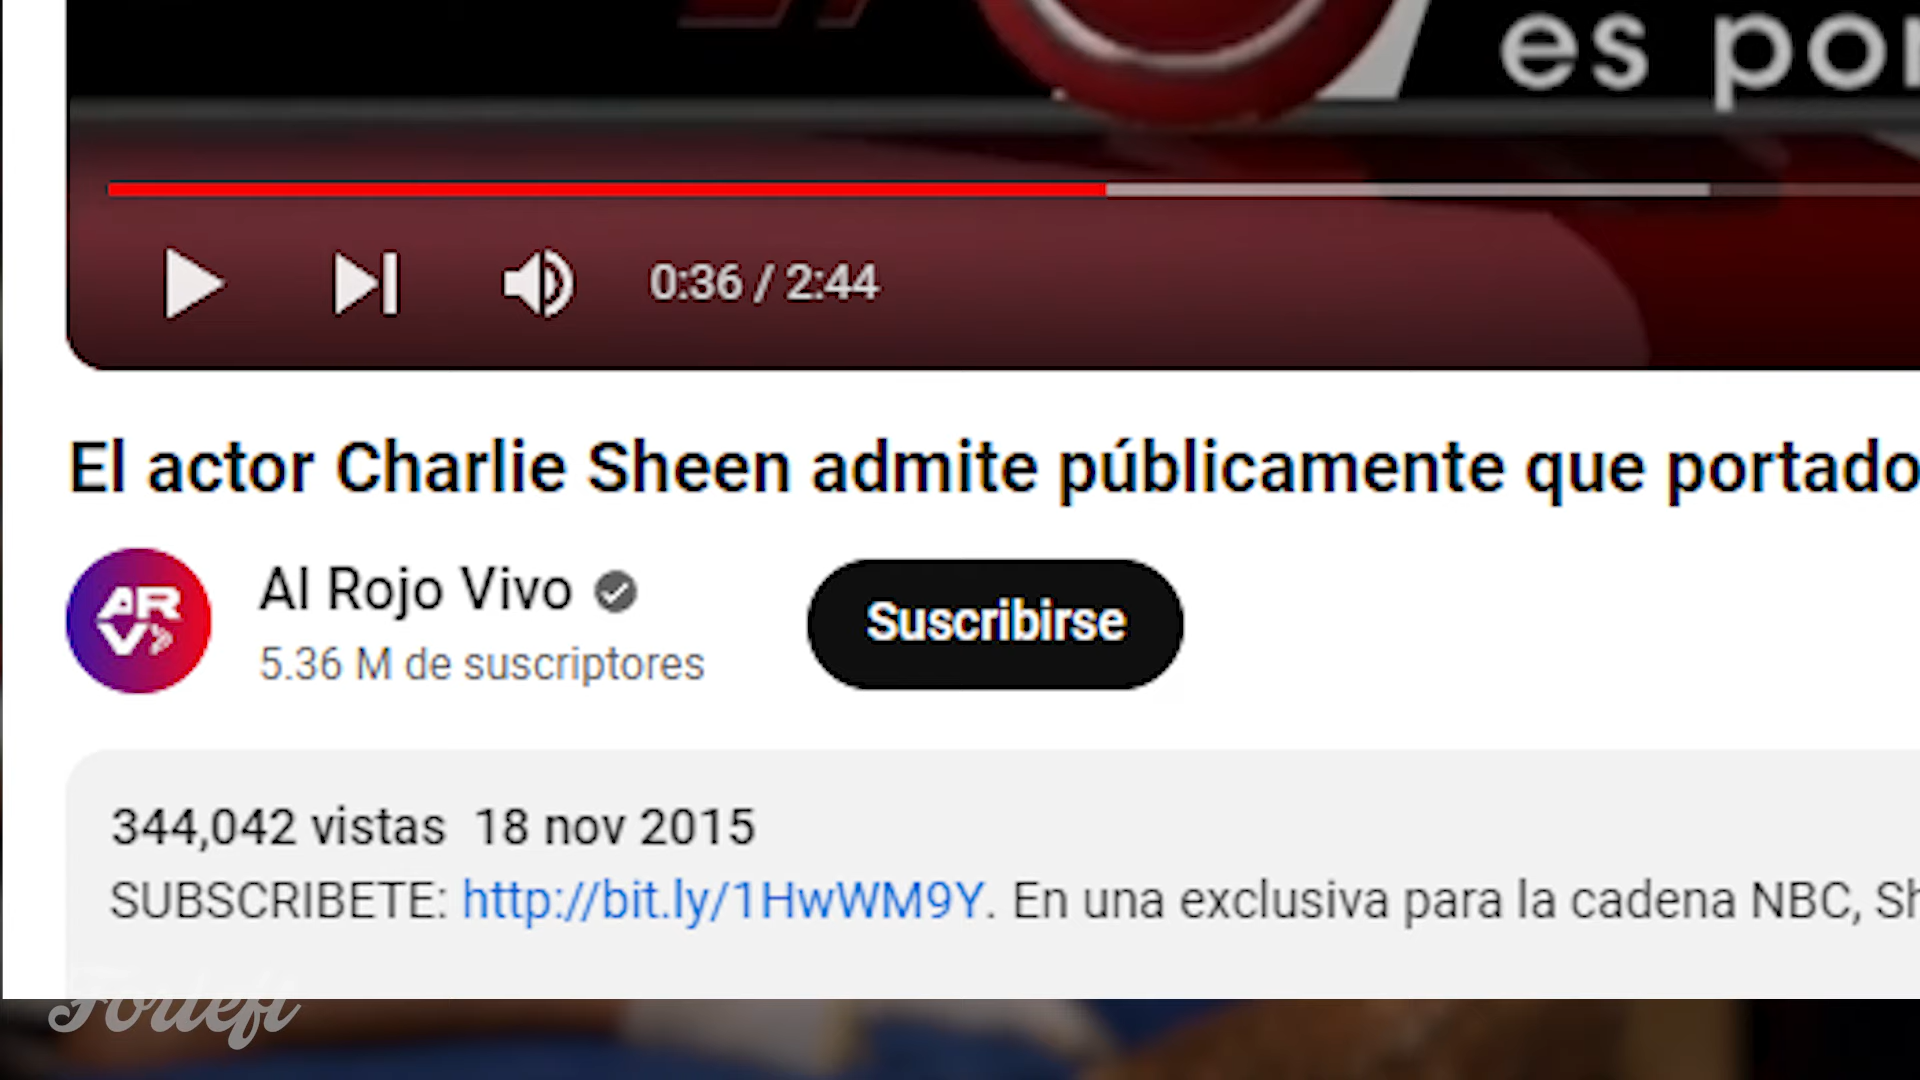 es por
0:36 / 2:44
El actor Charlie Sheen admite públicamente que portado
ARV
Al Rojo Vivo
5.36 M de suscriptores
Suscribirse
344,042 vistas 18 nov 2015
SUBSCRIBETE: http://bit.ly/1HwWM9Y. En una exclusiva para la cadena NBC, Sh